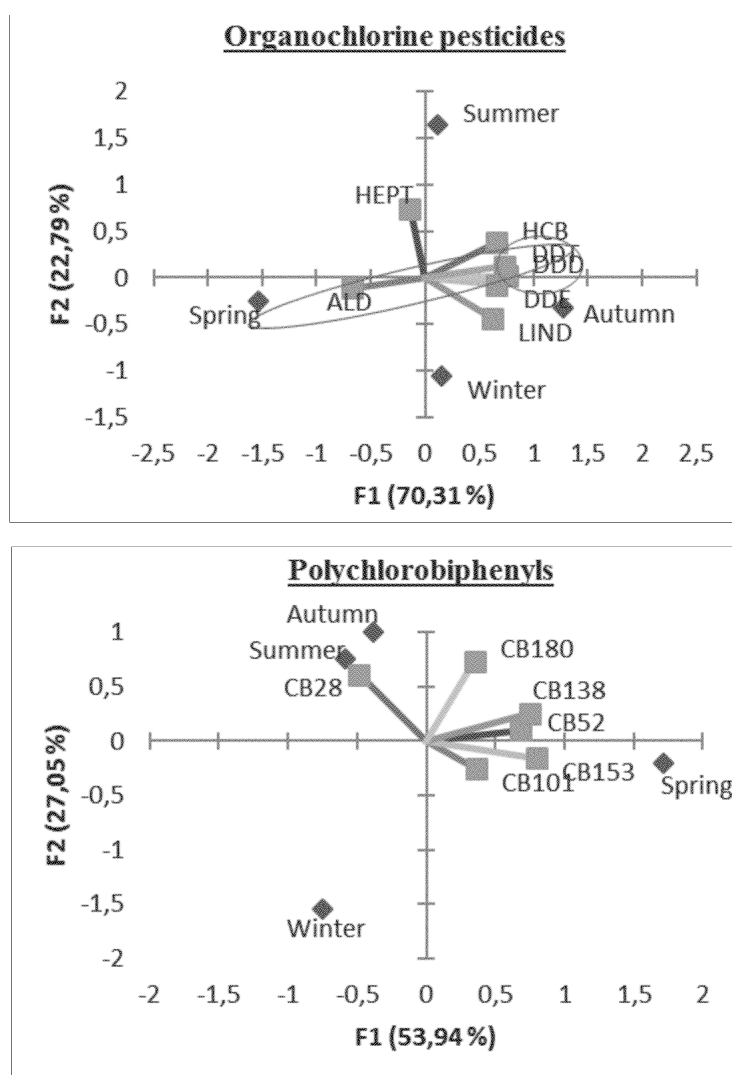 Organochlorine pesticides
2
Summer
1,5
1
HEPT
0,5
HCB
DDT
DDD
0
ALD
DDE
Spring
Autumn
-0,5
LIND
-1
Winter
-1,5
-2,5 -2 -1,5 -1 -0,5 0 0,5 1 1,5 2 2,5
F2 (22,79 %)
F1 (70,31 %)
Polychlorobiphenyls
Autumn
1
Summer
CB180
0,5
CB28
CB138
CB52
0
CB101
CB153
Spring
-0,5
-1
-1,5
Winter
-2
-2 -1,5 -1 -0,5 0 0,5 1 1,5 2
F2 (27,05 %)
F1 (53,94 %)